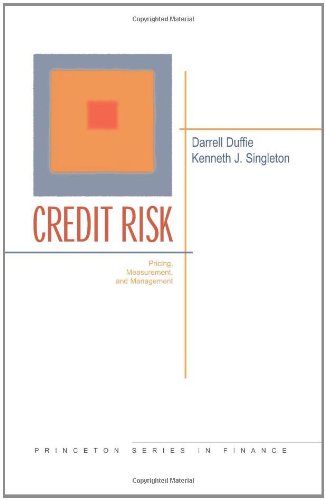 Copyrighted Material
Darrell Duffie
Kenneth J. Singleton
CREDIT RISK
Pricing,
Measurement,
and Management
PRINCETON SERIES IN FINANCE
Copyrighted Material